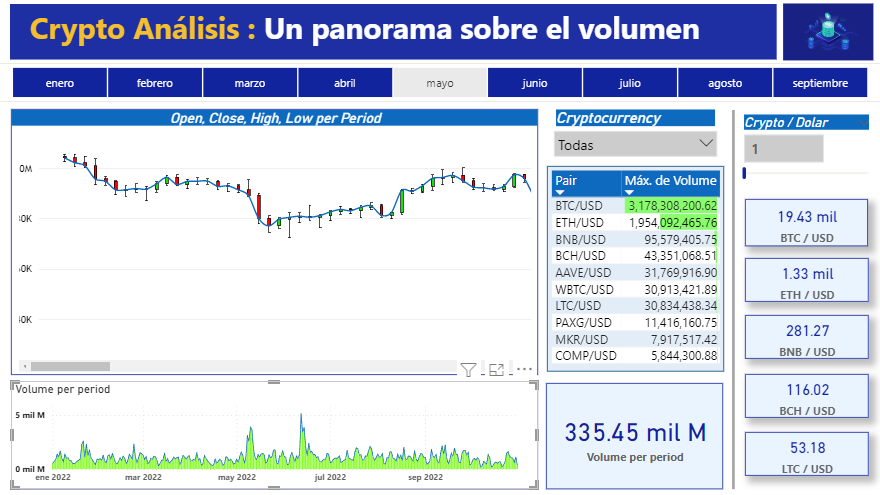 Crypto Análisis : Un panorama sobre el volumen
enero febrero marzo abril mayo junio julio agosto septiembre
Open, Close, High, Low per Period
0M
0K
0K
Volume per period
5 mil M
0 mil M
ene 2022 mar 2022 may 2022 jul 2022 sep 2022
Cryptocurrency
Todas
Pair Máx. de Volume
BTC/USD 3,178,308,200.62
ETH/USD 1,954,092,465.76
BNB/USD 95,579,405.75
BCH/USD 43,351,068.51
AAVE/USD 31,769,916.90
WBTC/USD 30,913,421.89
LTC/USD 30,834,438.34
PAXG/USD 11,416,160.75
MKR/USD 7,917,517.42
COMP/USD 5,844,300.88
335.45 mil M
Volume per period
Crypto / Dolar
1
19.43 mil
BTC / USD
1.33 mil
ETH / USD
281.27
BNB / USD
116.02
BCH / USD
53.18
LTC / USD